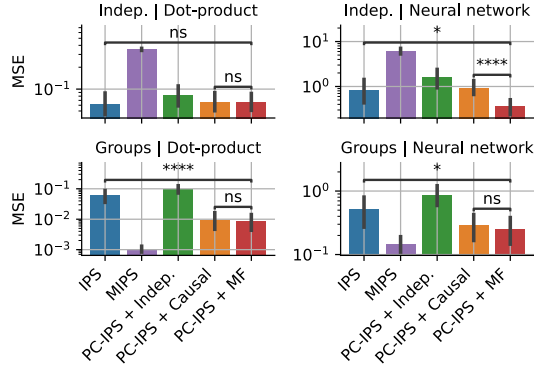 Indep. | Dot-product
Indep. | Neural network
MSE
10⁻¹
ns
ns
10¹
10⁰
*
****
Groups | Dot-product
Groups | Neural network
MSE
10⁻¹
10⁻²
10⁻³
****
ns
10⁰
10⁻¹
*
ns
IPS
MIPS
PC-IPS + Indep.
PC-IPS + Causal
PC-IPS + MF
IPS
MIPS
PC-IPS + Indep.
PC-IPS + Causal
PC-IPS + MF